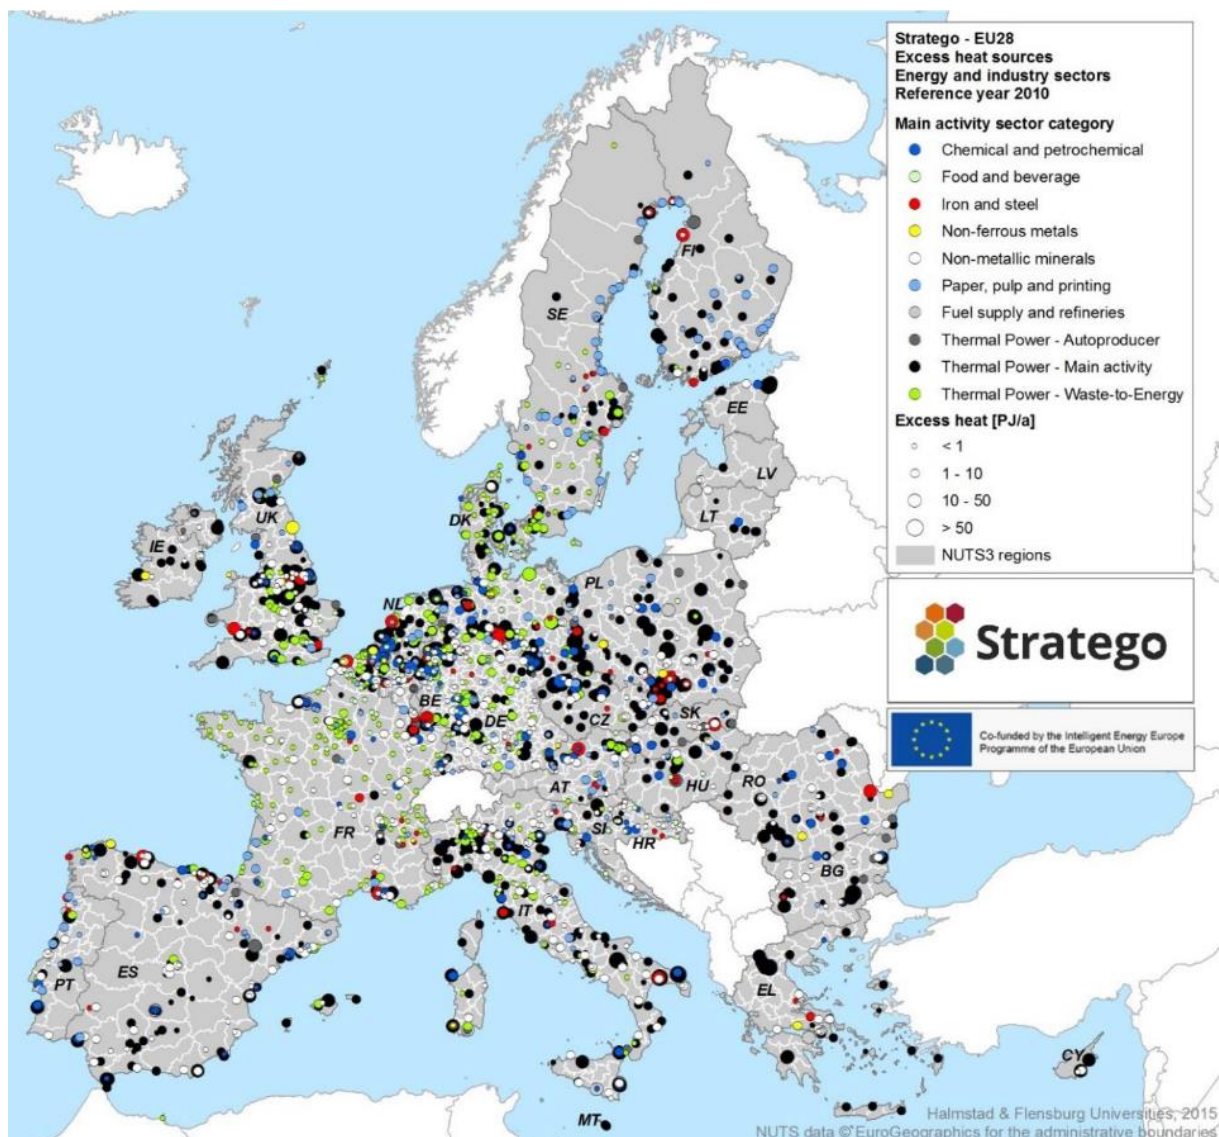 Stratego - EU28
Excess heat sources
Energy and industry sectors
Reference year 2010
Main activity sector category
Chemical and petrochemical
Food and beverage
Iron and steel
Non-ferrous metals
Non-metallic minerals
Paper, pulp and printing
Fuel supply and refineries
Thermal Power - Autoproducer
Thermal Power - Main activity
Thermal Power - Waste-to-Energy
Excess heat [PJ/a]
< 1
1 - 10
10 - 50
> 50
NUTS3 regions
Stratego
Co-funded by the Intelligent Energy Europe
Programme of the European Union
FI
SE
EE
LV
LT
DK
UK
IE
NL
PL
BE
DE
CZ
SK
AT
HU
RO
SI
HR
FR
BG
IT
ES
PT
EL
CY
MT
Halmstad & Flensburg Universities, 2015
NUTS data © EuroGeographics for the administrative boundaries